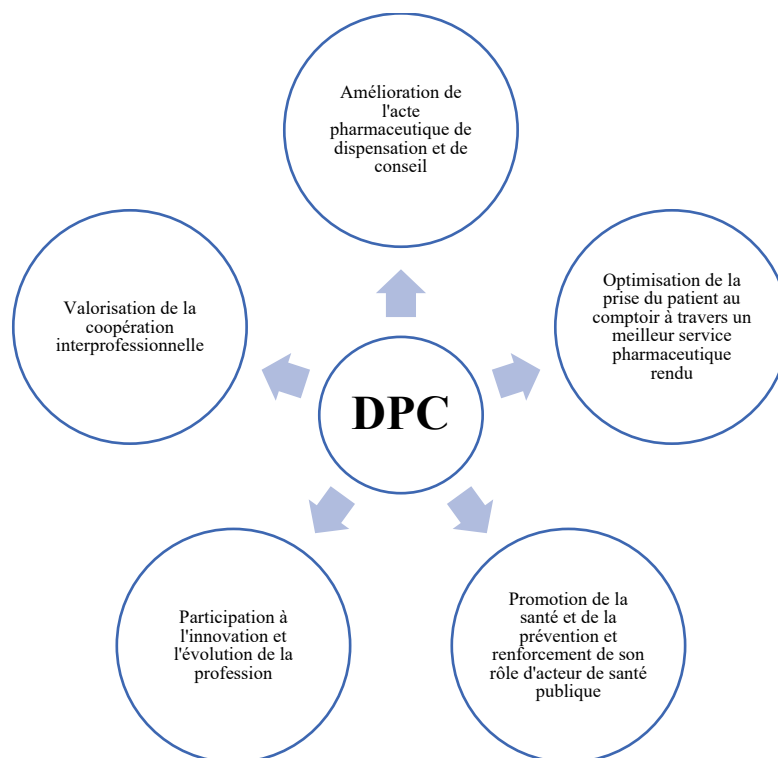 Amélioration de
l'acte
pharmaceutique de
dispensation et de
conseil
Valorisation de la
coopération
interprofessionnelle
Optimisation de la
prise du patient au
comptoir à travers un
meilleur service
pharmaceutique
rendu
DPC
Participation à
l'innovation et
l'évolution de la
profession
Promotion de la
santé et de la
prévention et
renforcement de son
rôle d'acteur de santé
publique